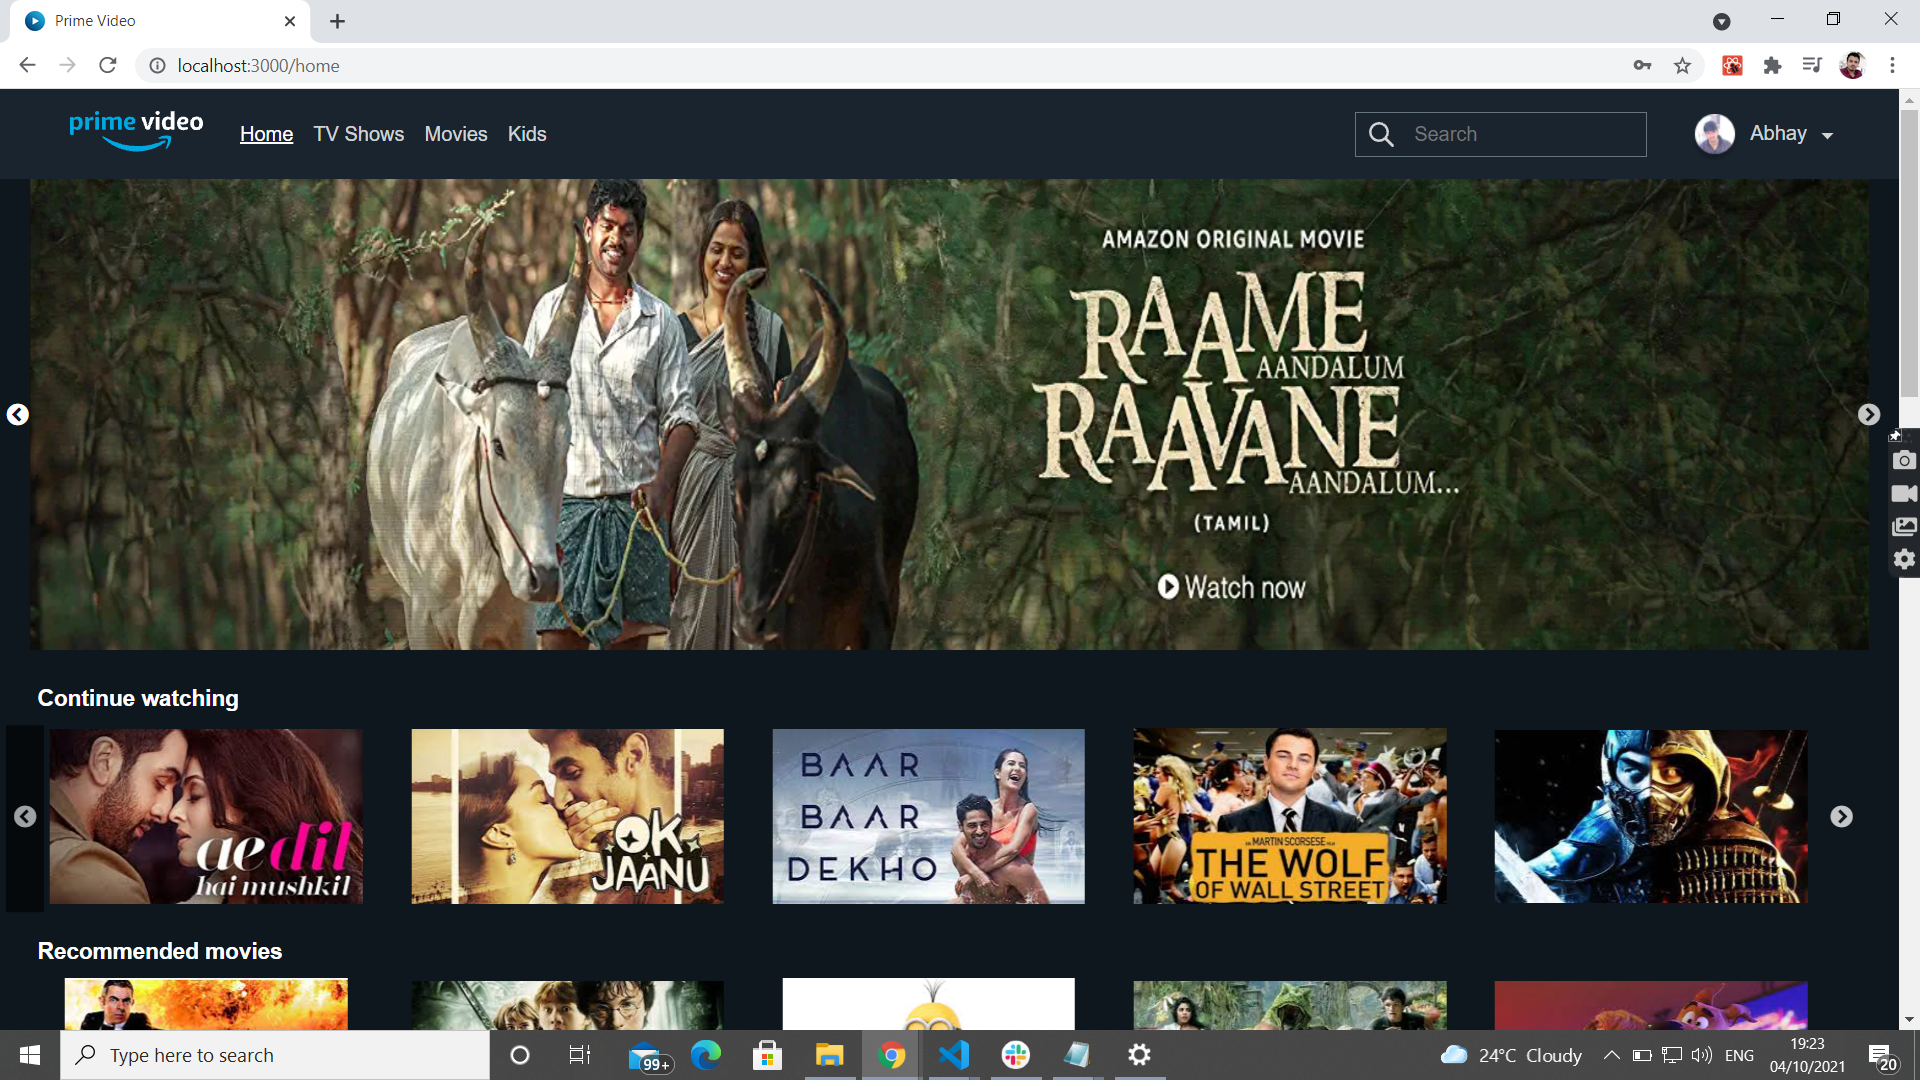 Prime Video
localhost:3000/home
prime video
Home TV Shows Movies Kids
Search
Abhay
AMAZON ORIGINAL MOVIE
RAAME
AANDALUM
RAAVANE
AANDALUM...
(TAMIL)
Watch now
Continue watching
ae dil
hai mushkil
OK
JAANU
BAAR
BAAR
DEKHO
MARTIN SCORSESE
THE WOLF
OF WALL STREET
Recommended movies
Type here to search
99+
24°C Cloudy
ENG
19:23
04/10/2021
20